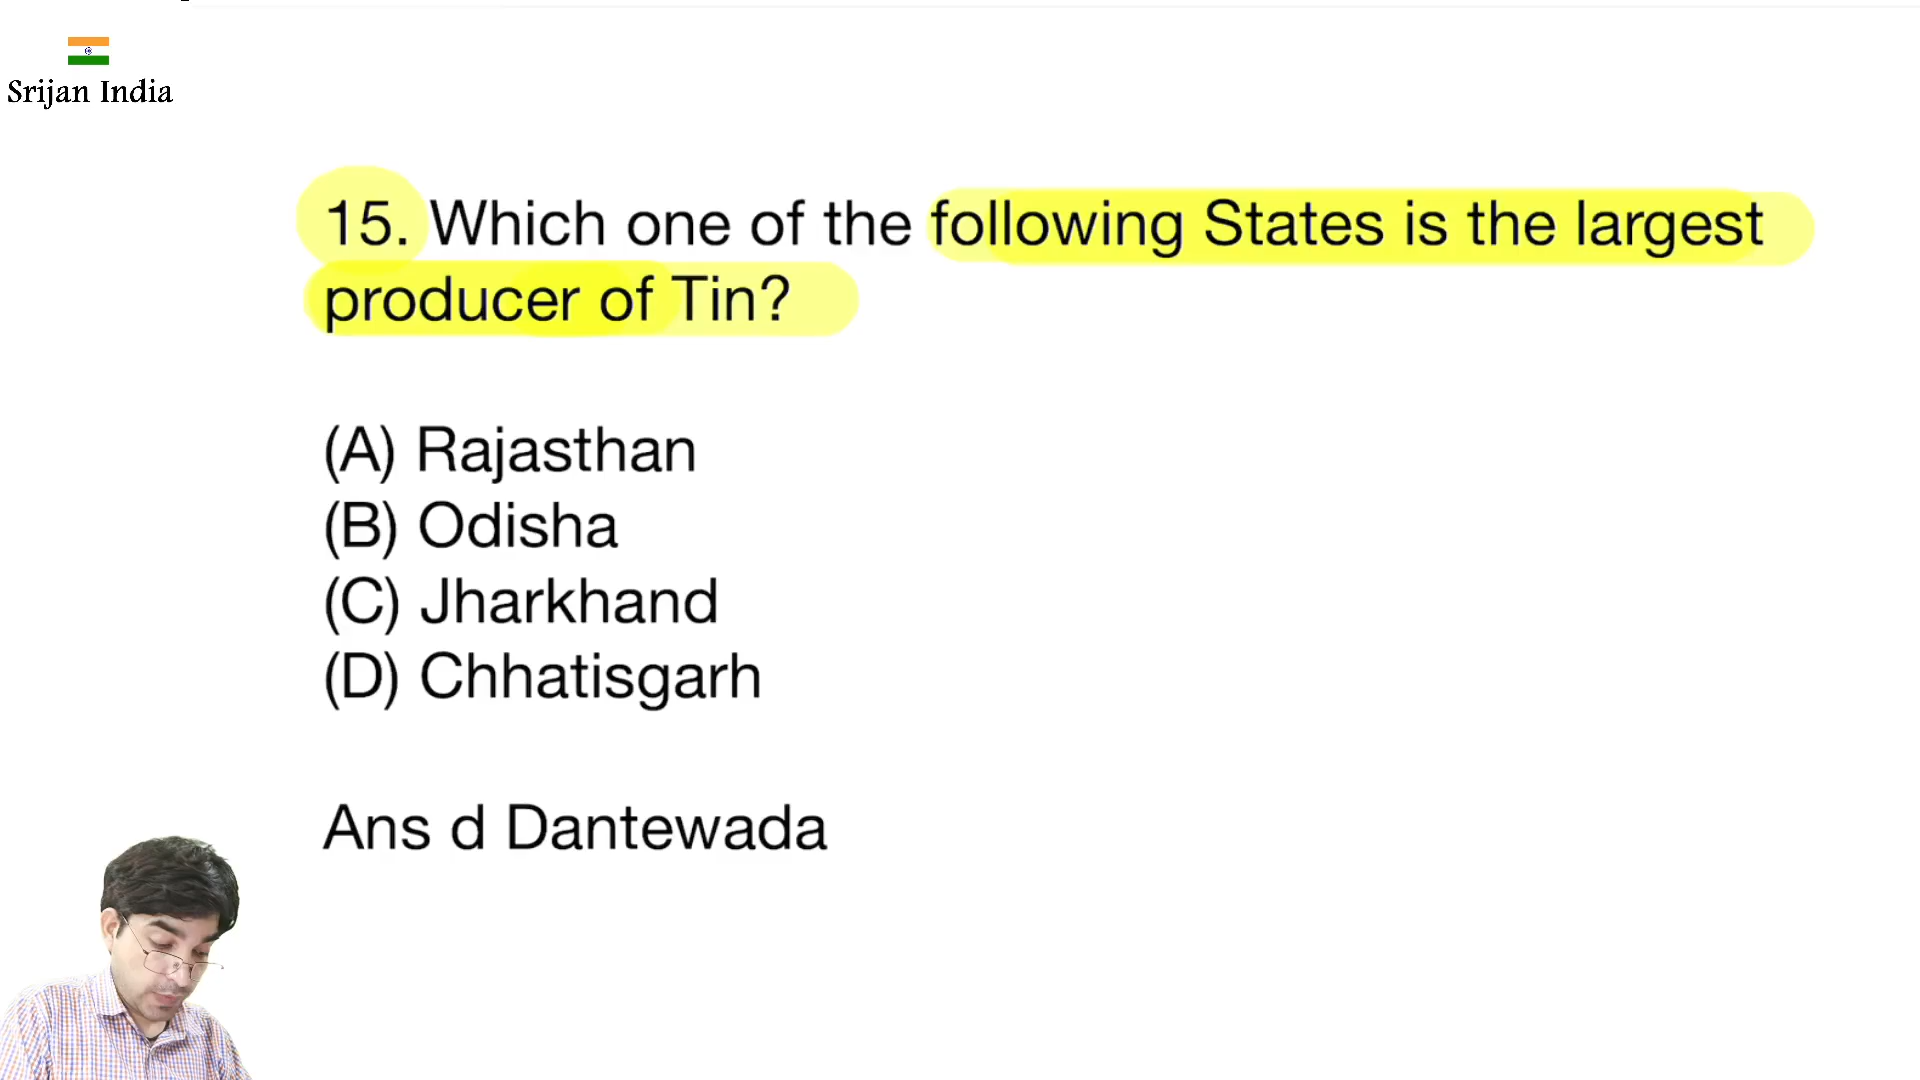 Srijan India
15. Which one of the following States is the largest
producer of Tin?
(A) Rajasthan
(B) Odisha
(C) Jharkhand
(D) Chhatisgarh
Ans d Dantewada